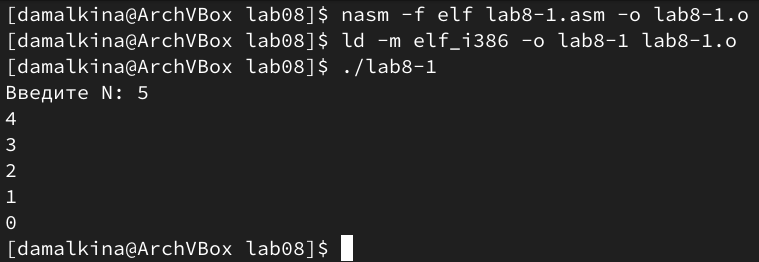 [damalkina@ArchVBox lab08]$ nasm -f elf lab8-1.asm -o lab8-1.o
[damalkina@ArchVBox lab08]$ ld -m elf_i386 -o lab8-1 lab8-1.o
[damalkina@ArchVBox lab08]$ ./lab8-1
Введите N: 5
4
3
2
1
0
[damalkina@ArchVBox lab08]$